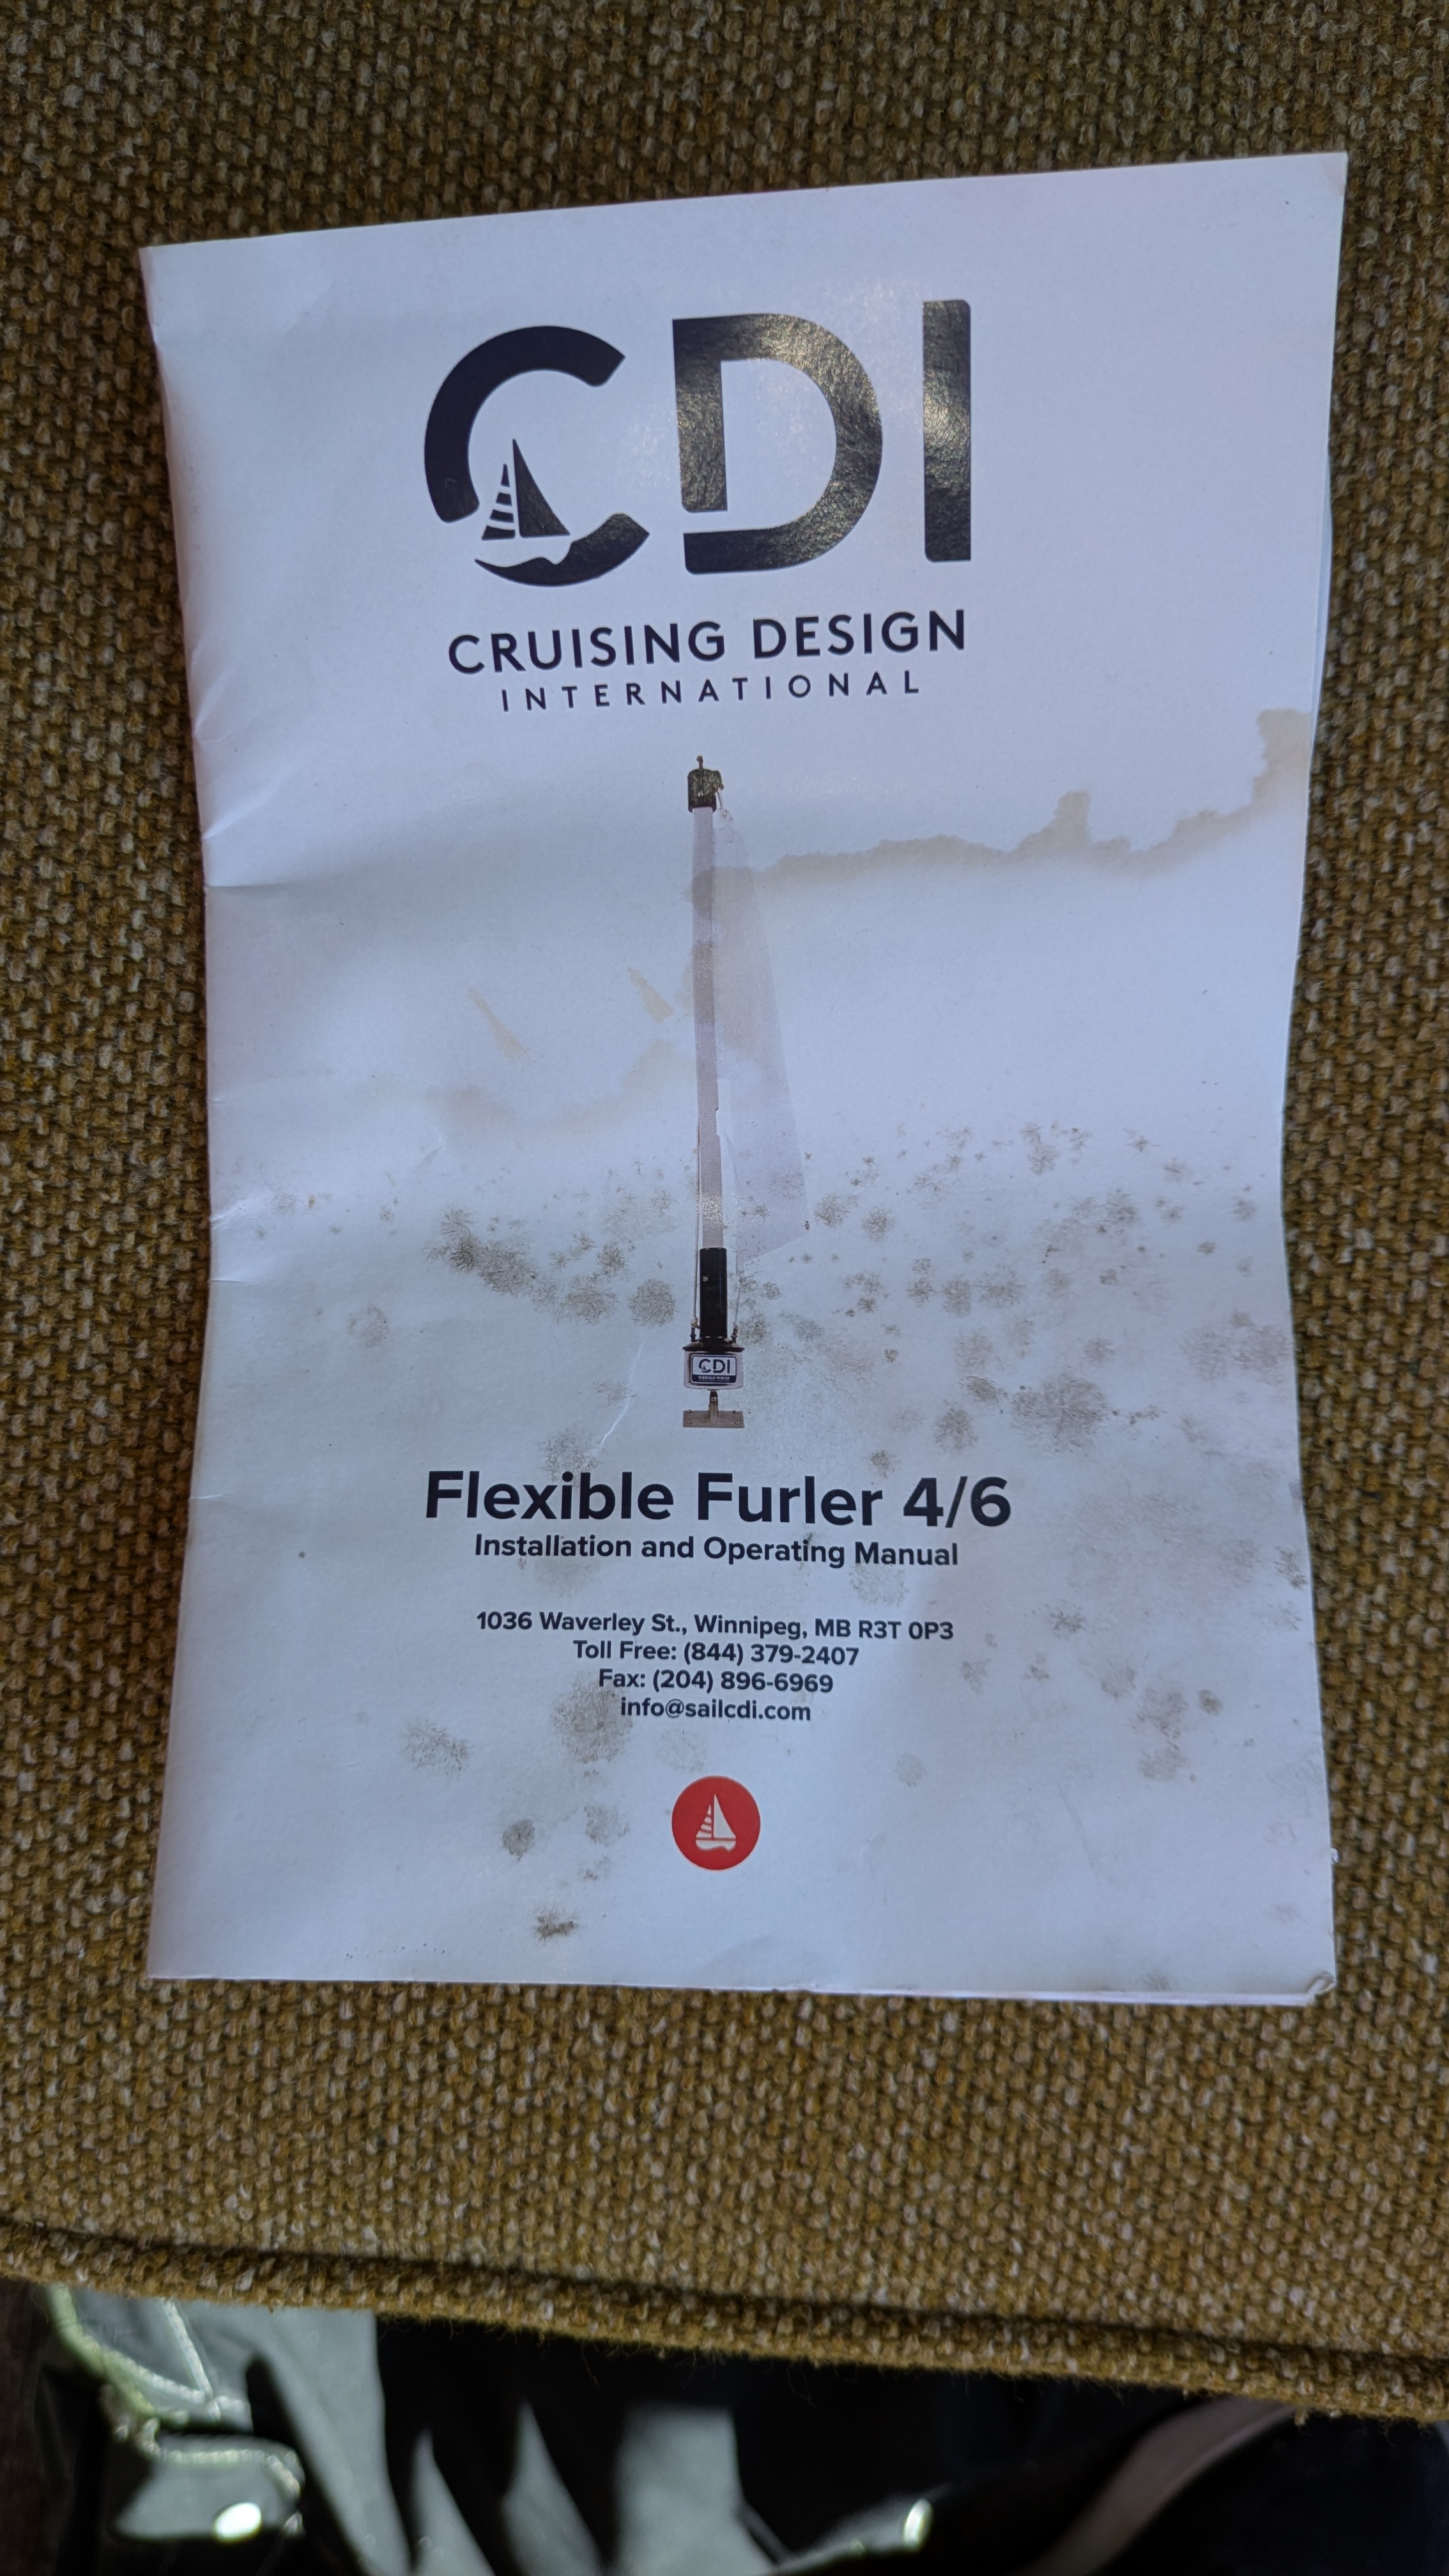 CDI
CRUISING DESIGN
INTERNATIONAL
CDI
Flexible Furler 4/6
Installation and Operating Manual
1036 Waverley St., Winnipeg, MB R3T 0P3
Toll Free: (844) 379-2407
Fax: (204) 896-6969
info@sailcdi.com